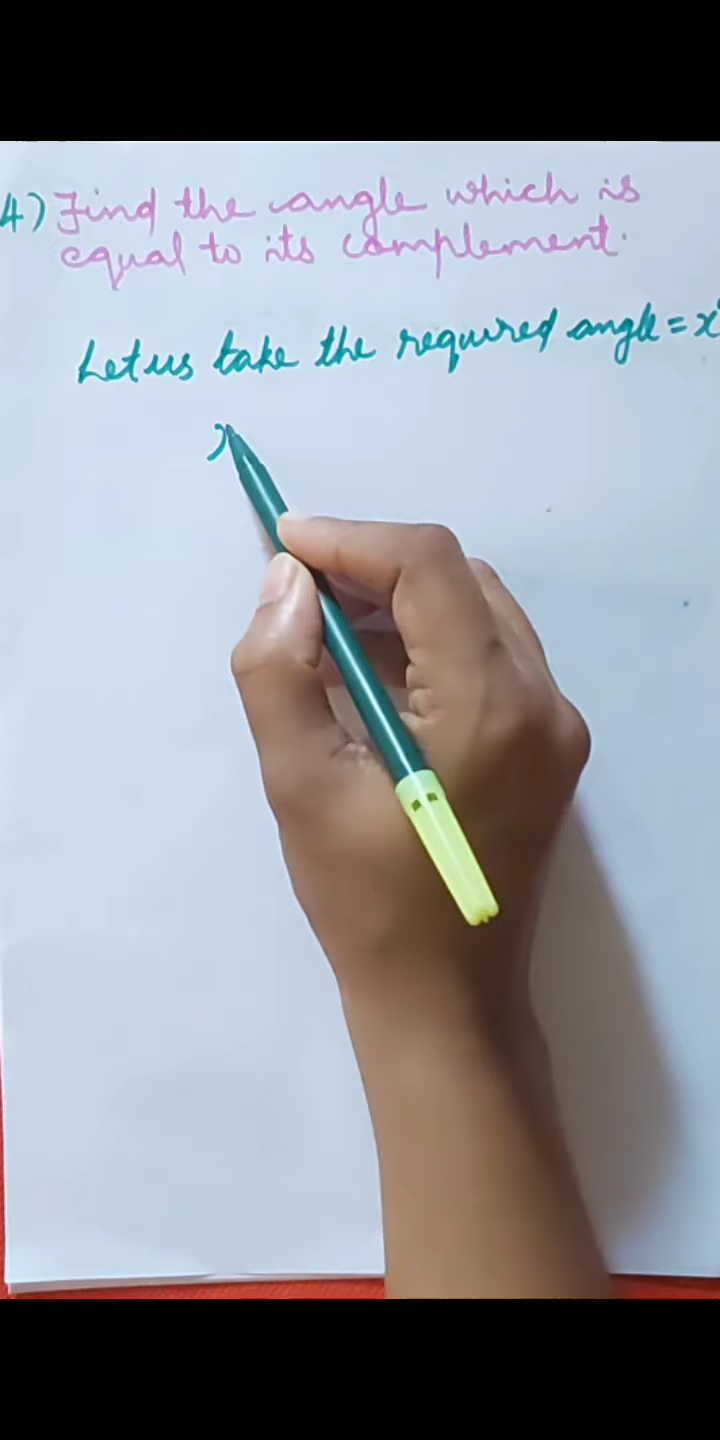 4) Find the angle which is
equal to its complement.
Let us take the required angle = x°
x